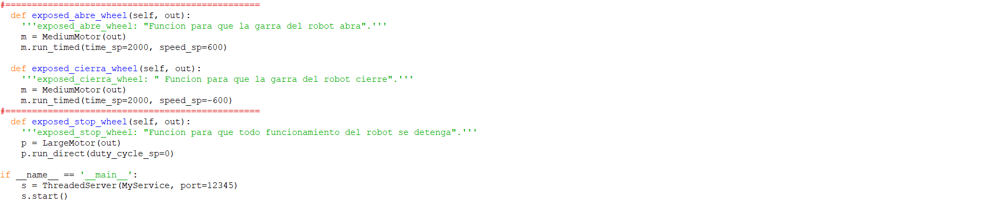 #================================================
  def exposed_abre_wheel(self, out):
    '''exposed_abre_wheel: "Funcion para que la garra del robot abra".'''
    m = MediumMotor(out)
    m.run_timed(time_sp=2000, speed_sp=600)

  def exposed_cierra_wheel(self, out):
    '''exposed_cierra_wheel: " Funcion para que la garra del robot cierre".'''
    m = MediumMotor(out)
    m.run_timed(time_sp=2000, speed_sp=-600)
#================================================
  def exposed_stop_wheel(self, out):
    '''exposed_stop_wheel: "Funcion para que todo funcionamiento del robot se detenga".'''
    p = LargeMotor(out)
    p.run_direct(duty_cycle_sp=0)

if __name__ == '__main__':
    s = ThreadedServer(MyService, port=12345)
    s.start()